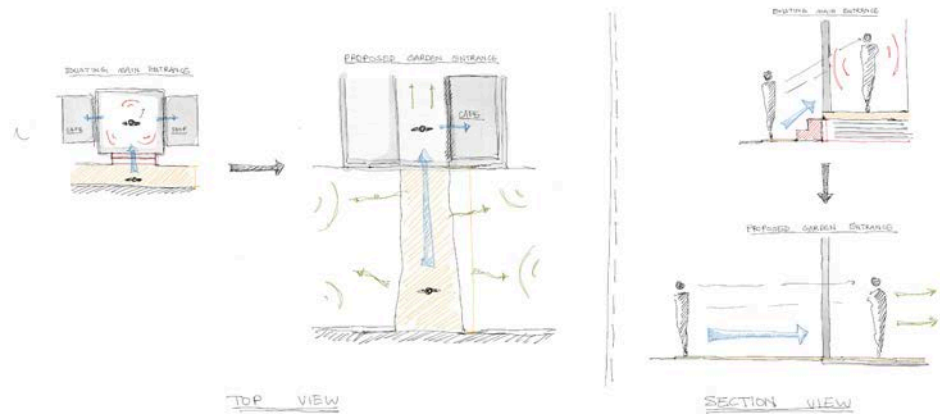 EXISTING MAIN ENTRANCE
CAFE
SHOP
PROPOSED GARDEN ENTRANCE
CAFE
TOP VIEW
EXISTING MAIN ENTRANCE
PROPOSED GARDEN ENTRANCE
SECTION VIEW